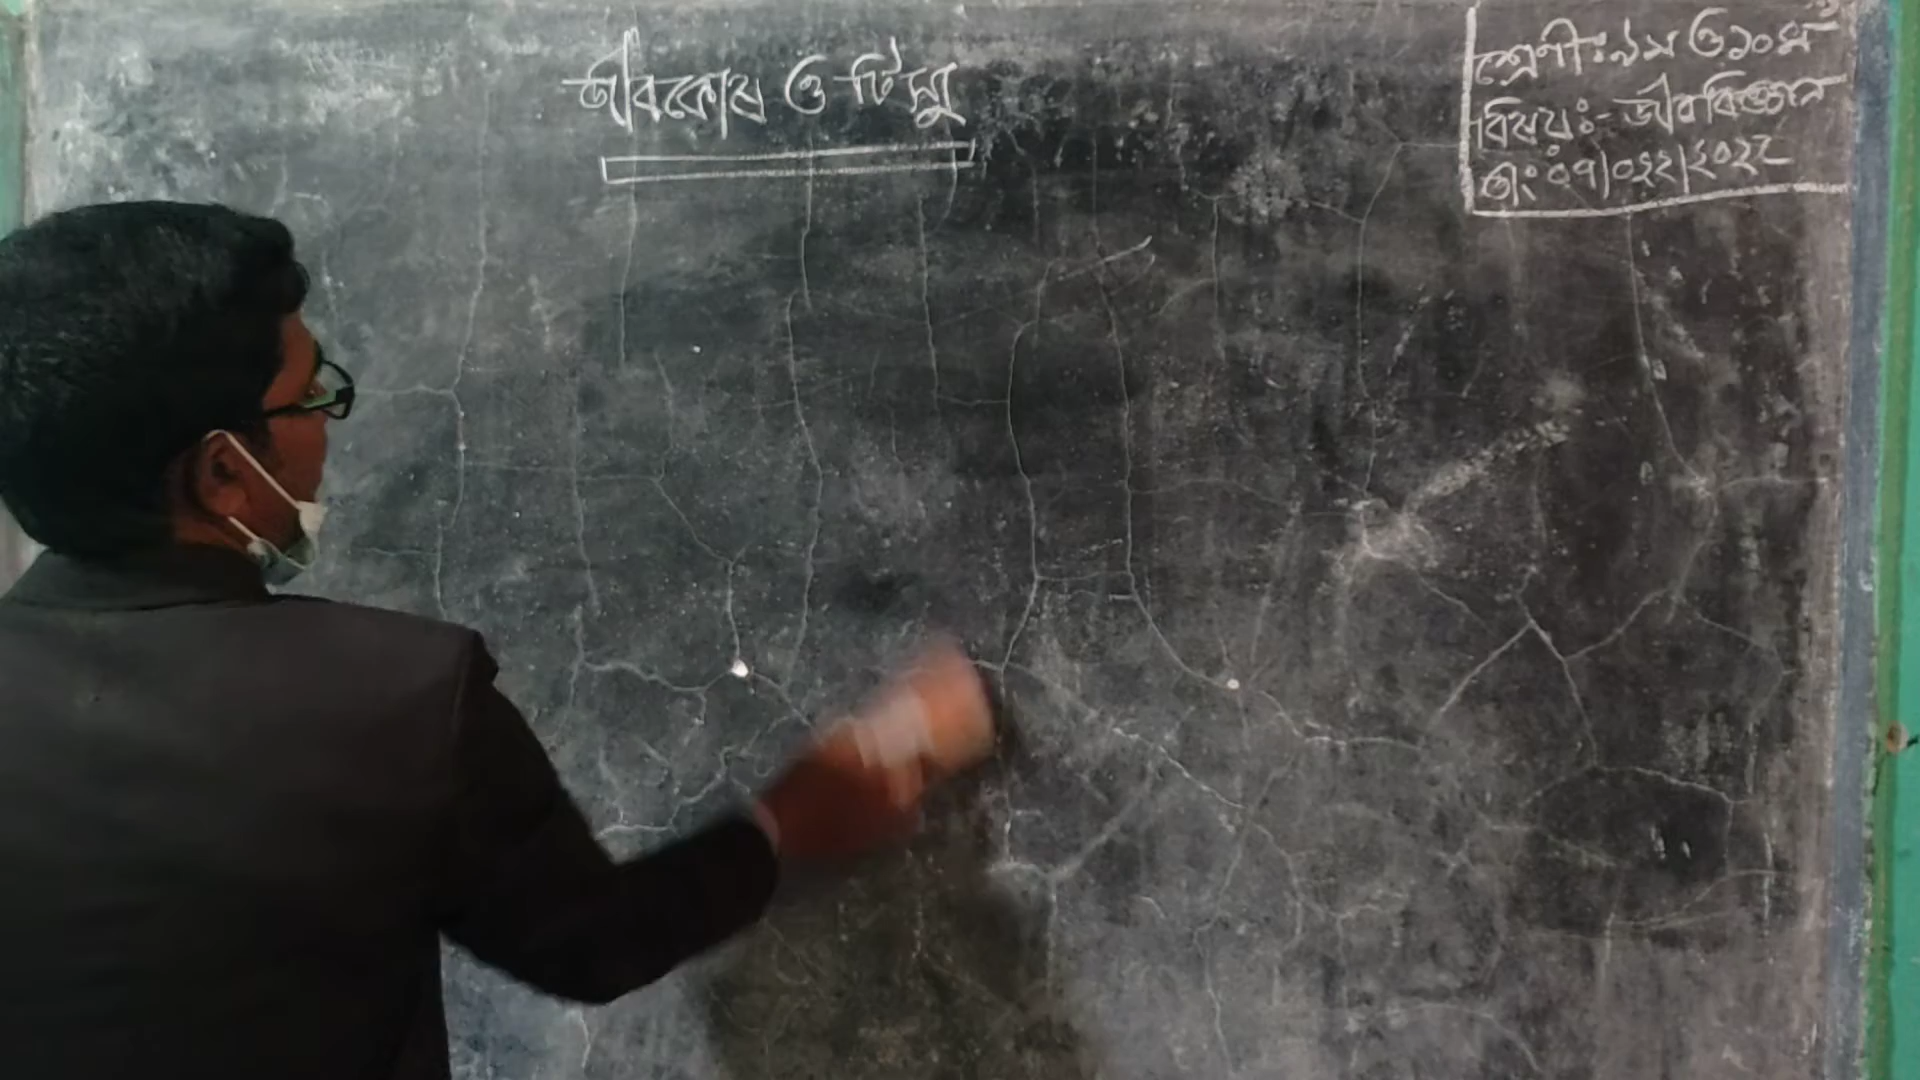 জীবকোষ ও টিস্যু
শ্রেণী: ৯ম ও ১০ম
বিষয়ঃ- জীববিজ্ঞান
তাং ০৭/০২/২০২২